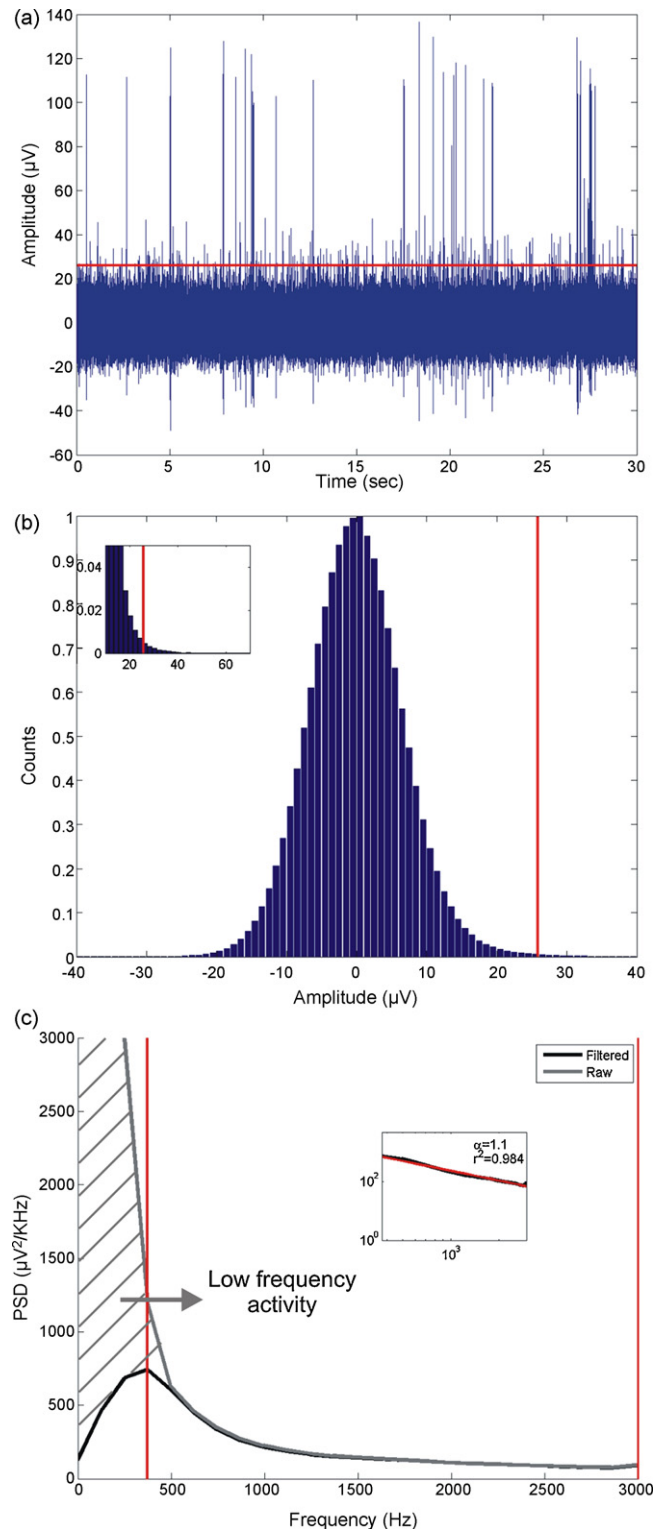 (a)
140
120
100
80
60
40
20
0
-20
-40
-60
Amplitude (µV)
0 5 10 15 20 25 30
Time (sec)
(b)
1
0.9
0.8
0.7
0.6
0.5
0.4
0.3
0.2
0.1
0
Counts
0.04
0.02
0
20 40 60
-40 -30 -20 -10 0 10 20 30 40
Amplitude (µV)
(c)
3000
2500
2000
1500
1000
500
0
PSD (µV²/KHz)
Filtered
Raw
α=1.1
r²=0.984
10²
10⁰
10³
Low frequency
activity
0 500 1000 1500 2000 2500 3000
Frequency (Hz)